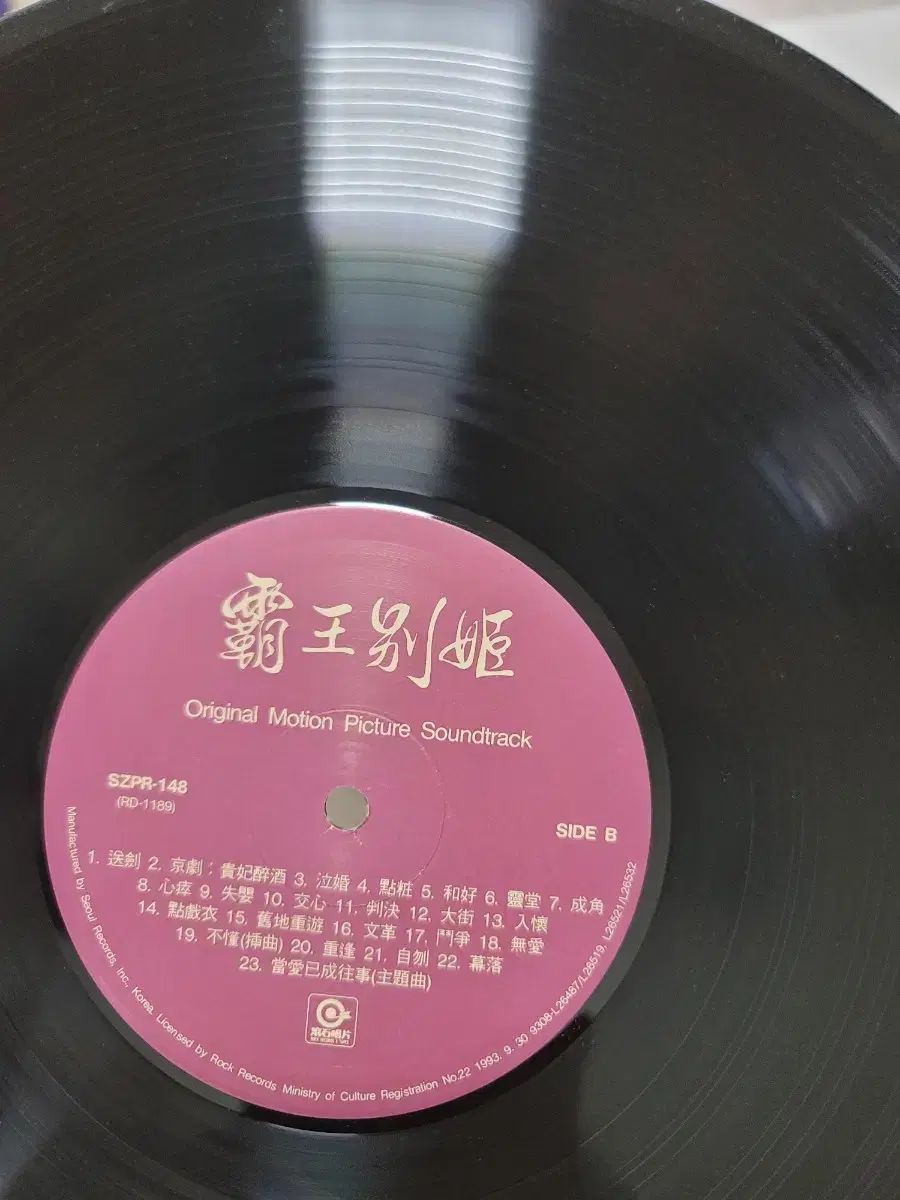 霸王别姬
Original Motion Picture Soundtrack
SZPR-148
(RD-1189)
SIDE B
1. 送劍 2. 京劇：貴妃醉酒 3. 泣婚 4. 點粧 5. 和好 6. 靈堂 7. 成角
8. 心疼 9. 失嬰 10. 交心 11. 判決 12. 大街 13. 入懷
14. 點戲衣 15. 舊地重遊 16. 文革 17. 鬥爭 18. 無愛
19. 不懂(揷曲) 20. 重逢 21. 自刎 22. 幕落
23. 當愛已成往事(主題曲)
滾石唱片
Manufactured by Seoul Records, Inc., Korea. Licensed by Rock Records Ministry of Culture Registration No.22 1993. 9. 30 9308-L26487/L26519, L26521/L26532